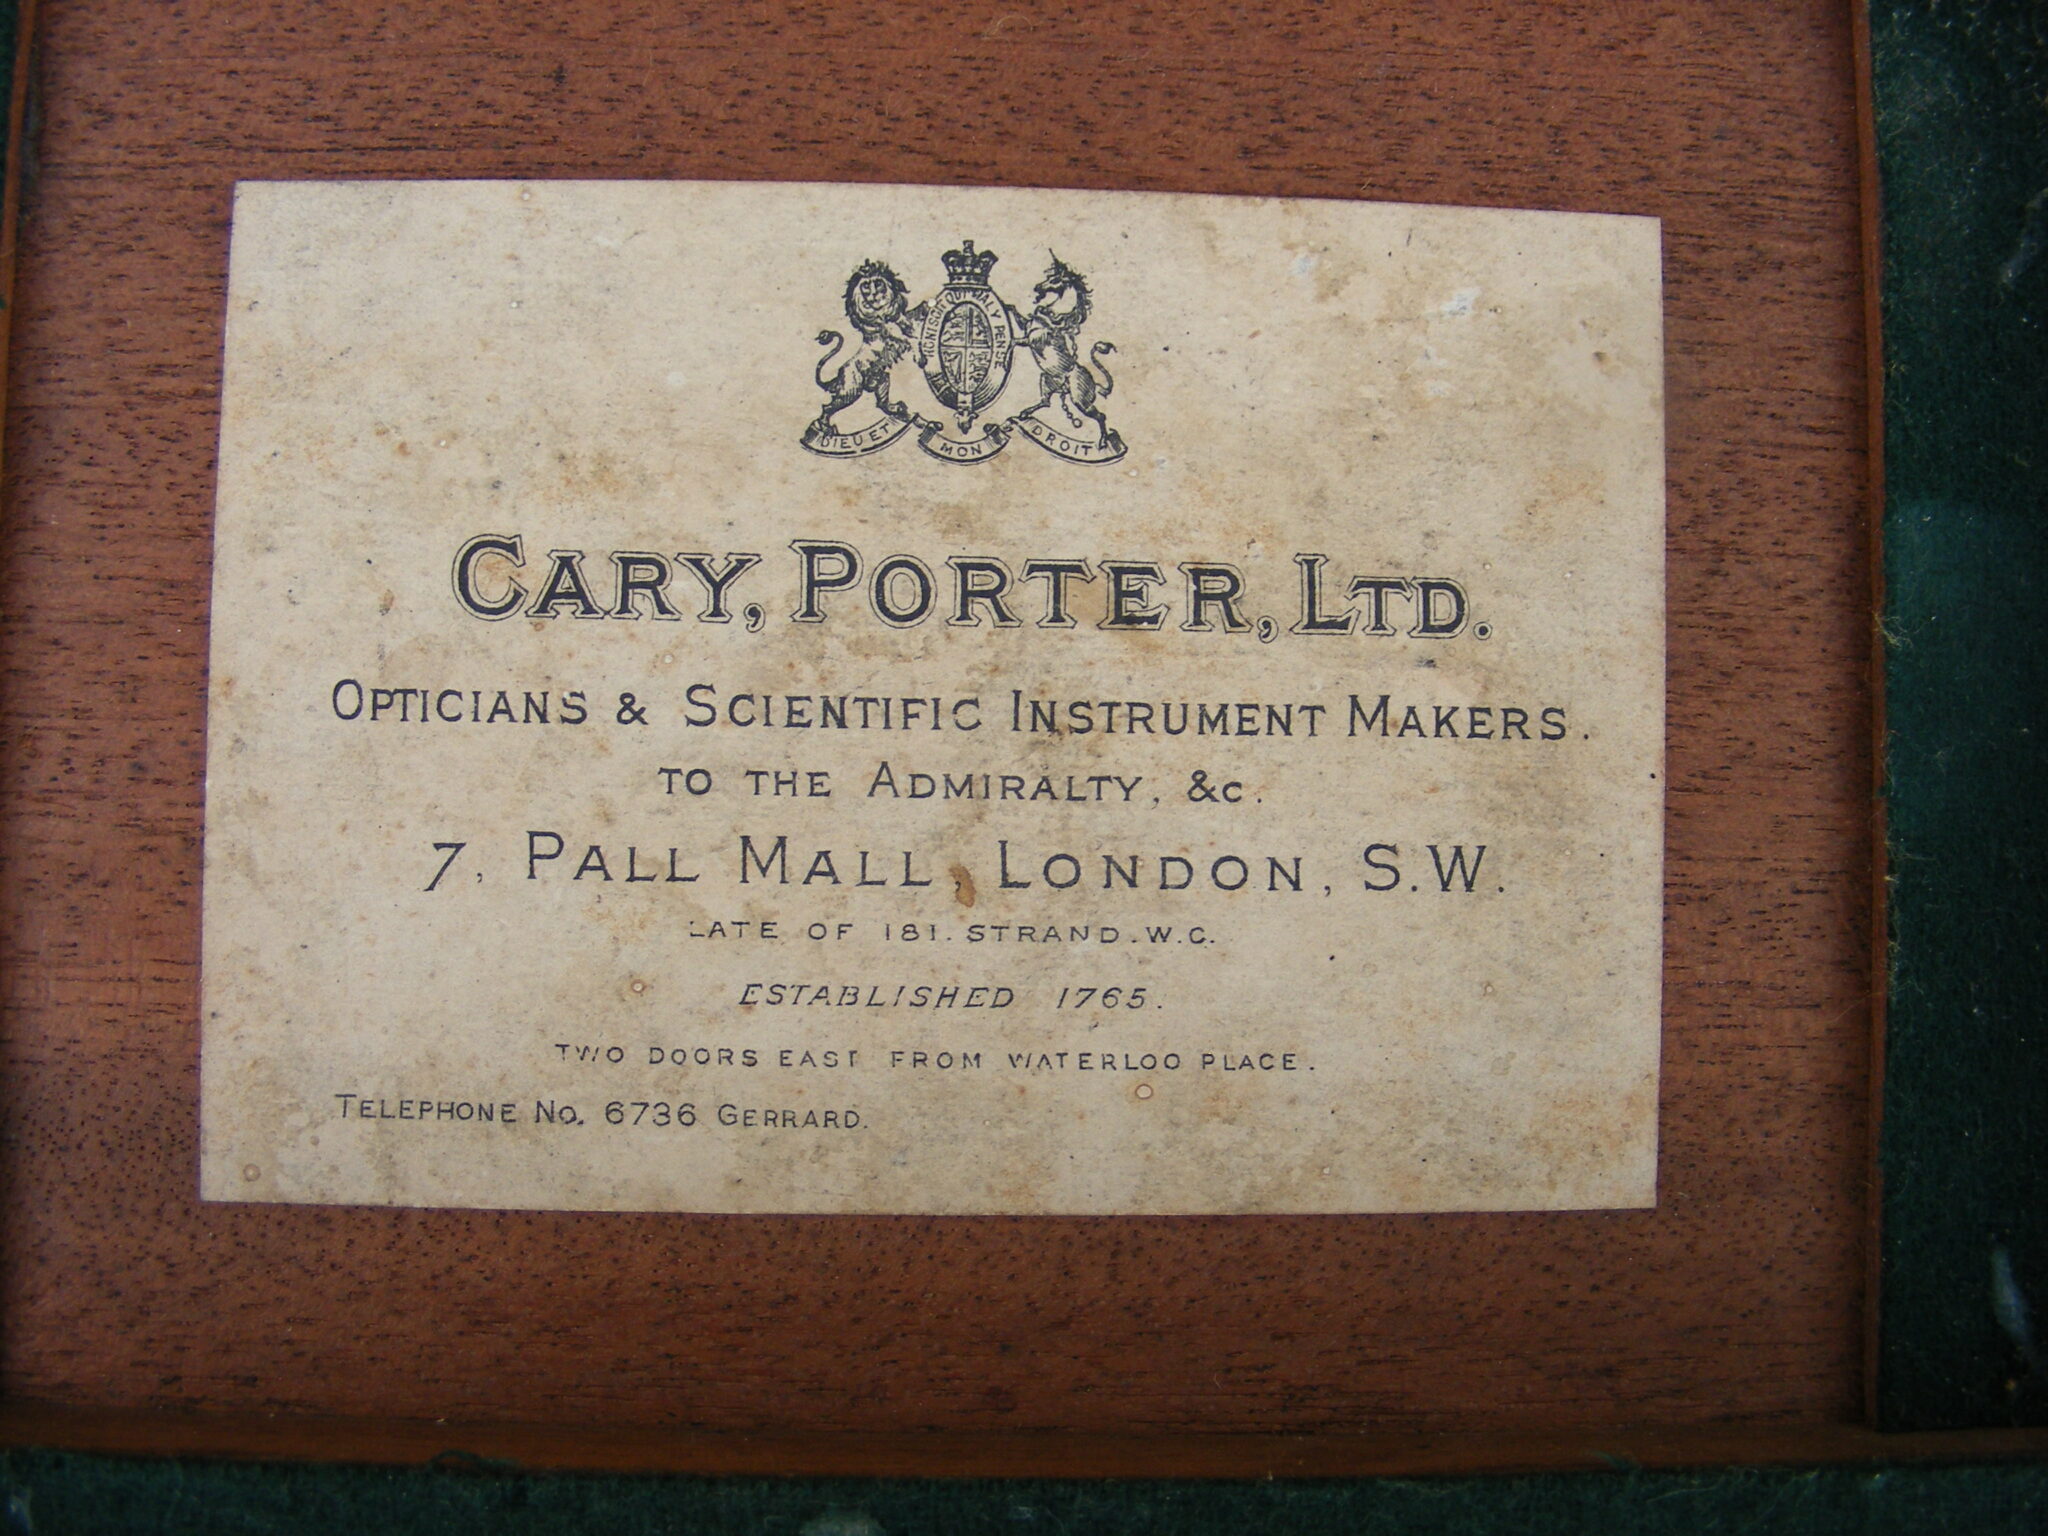 HONI SOIT QUI MAL Y PENSE
DIEU ET MON DROIT
CARY, PORTER, LTD.
OPTICIANS & SCIENTIFIC INSTRUMENT MAKERS.
TO THE ADMIRALTY, &c.
7, PALL MALL, LONDON, S.W.
LATE OF 181. STRAND. W.C.
ESTABLISHED 1765.
TWO DOORS EAST FROM WATERLOO PLACE.
TELEPHONE NO. 6736 GERRARD.